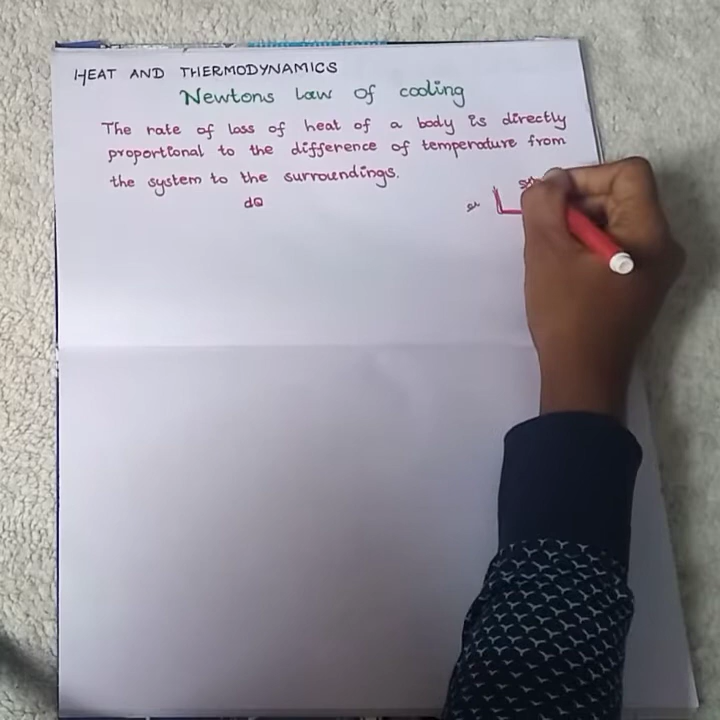 HEAT AND THERMODYNAMICS
Newtons law of cooling
The rate of loss of heat of a body is directly
proportional to the difference of temperature from
the system to the surroundings.
dQ